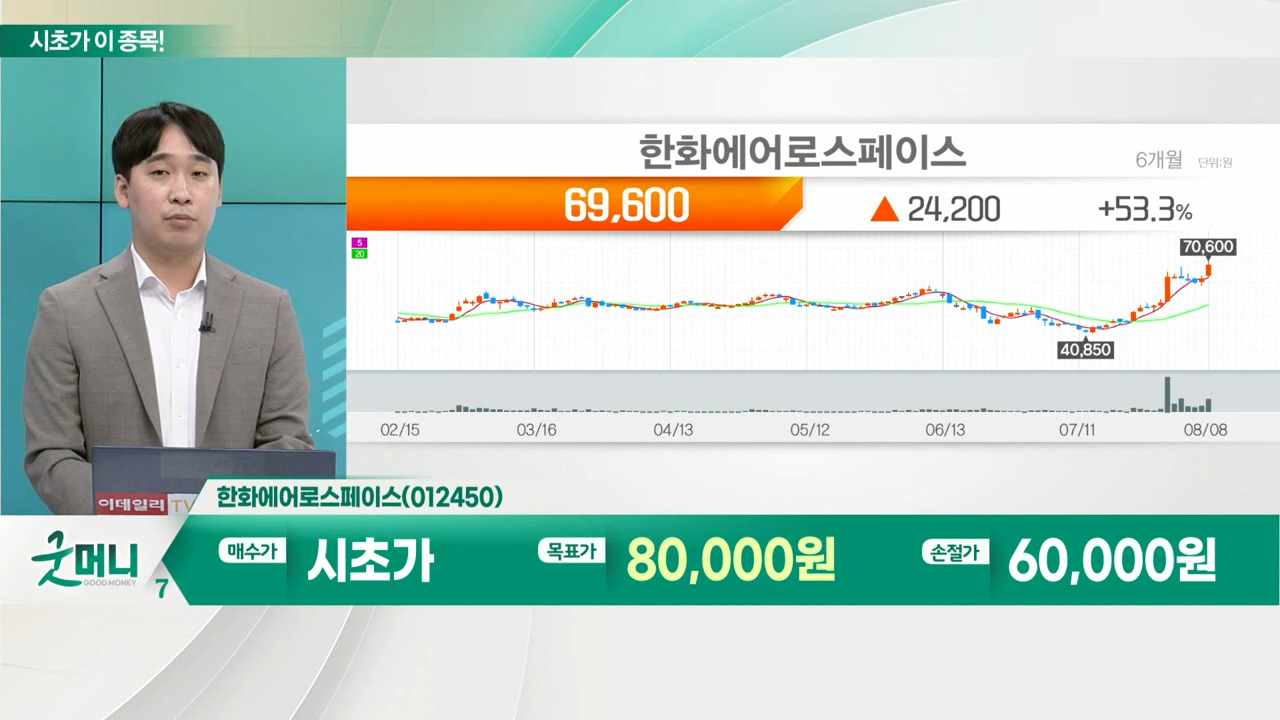 시초가 이 종목!
한화에어로스페이스
6개월 단위:원
69,600 ▲ 24,200 +53.3%
5
20
70,600
40,850
02/15 03/16 04/13 05/12 06/13 07/11 08/08
이데일리 TV
한화에어로스페이스(012450)
굿머니 GOOD MONEY 7
매수가 시초가 목표가 80,000원 손절가 60,000원